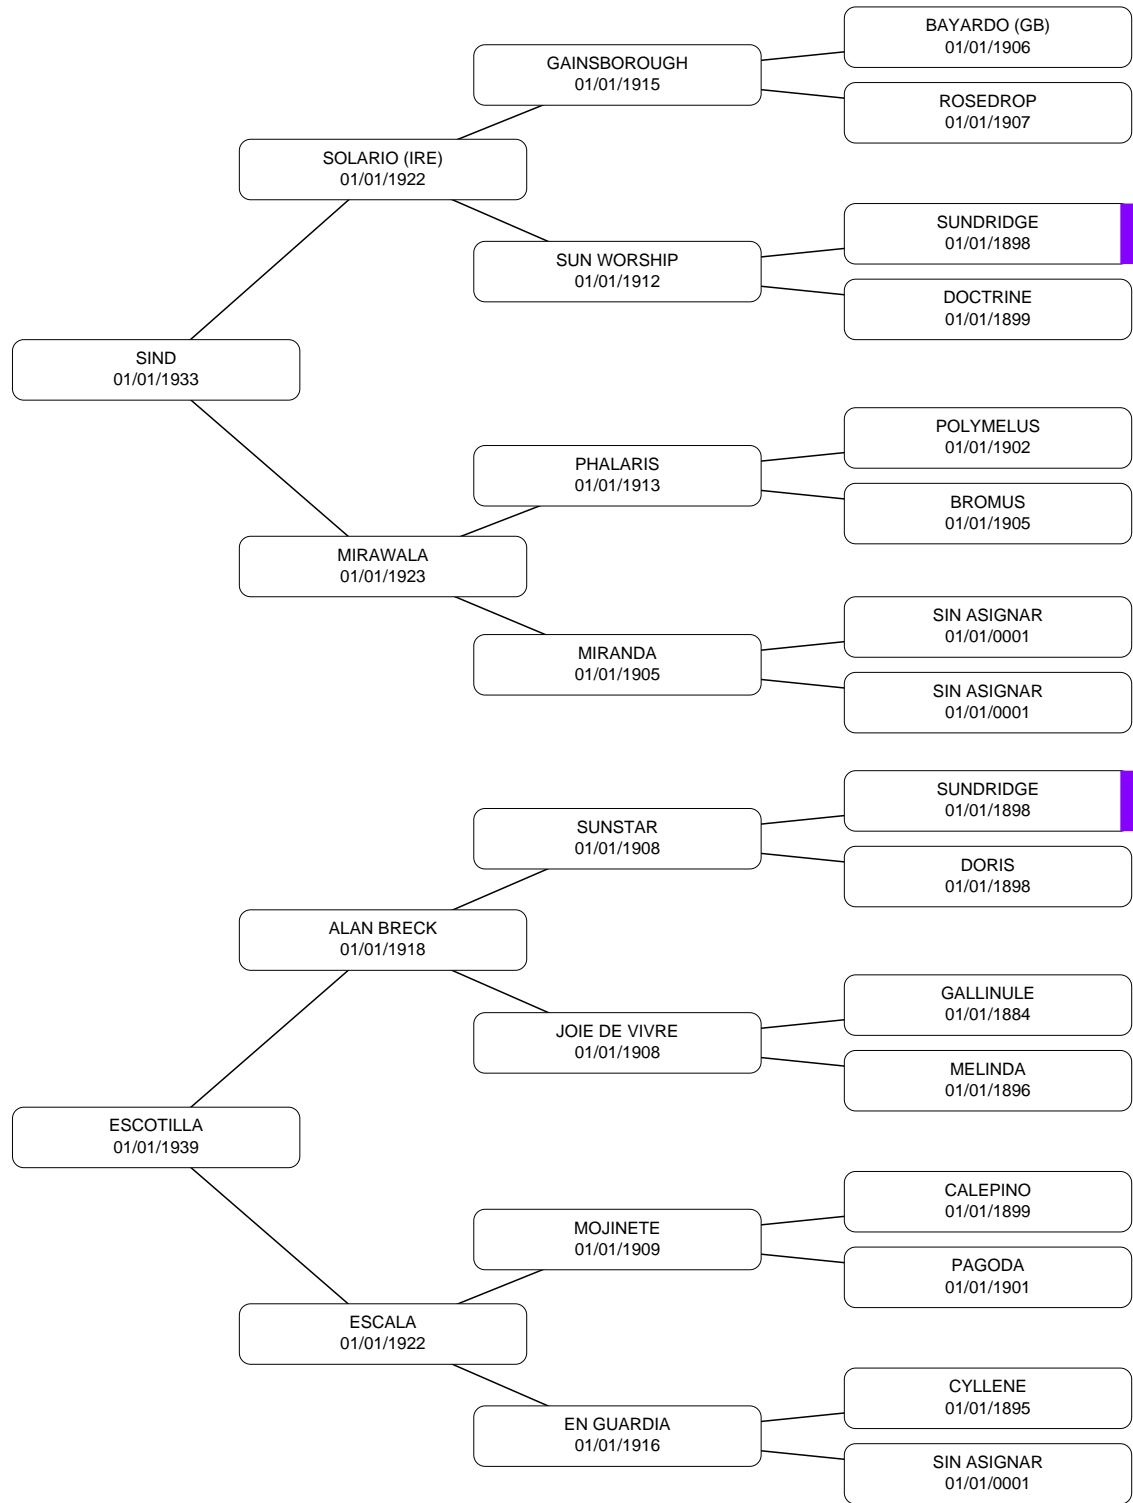 BAYARDO (GB)
01/01/1906
GAINSBOROUGH
01/01/1915
ROSEDROP
01/01/1907
SOLARIO (IRE)
01/01/1922
SUNDRIDGE
01/01/1898
SUN WORSHIP
01/01/1912
DOCTRINE
01/01/1899
SIND
01/01/1933
POLYMELUS
01/01/1902
PHALARIS
01/01/1913
BROMUS
01/01/1905
MIRAWALA
01/01/1923
SIN ASIGNAR
01/01/0001
MIRANDA
01/01/1905
SIN ASIGNAR
01/01/0001
SUNDRIDGE
01/01/1898
SUNSTAR
01/01/1908
DORIS
01/01/1898
ALAN BRECK
01/01/1918
GALLINULE
01/01/1884
JOIE DE VIVRE
01/01/1908
MELINDA
01/01/1896
ESCOTILLA
01/01/1939
CALEPINO
01/01/1899
MOJINETE
01/01/1909
PAGODA
01/01/1901
ESCALA
01/01/1922
CYLLENE
01/01/1895
EN GUARDIA
01/01/1916
SIN ASIGNAR
01/01/0001